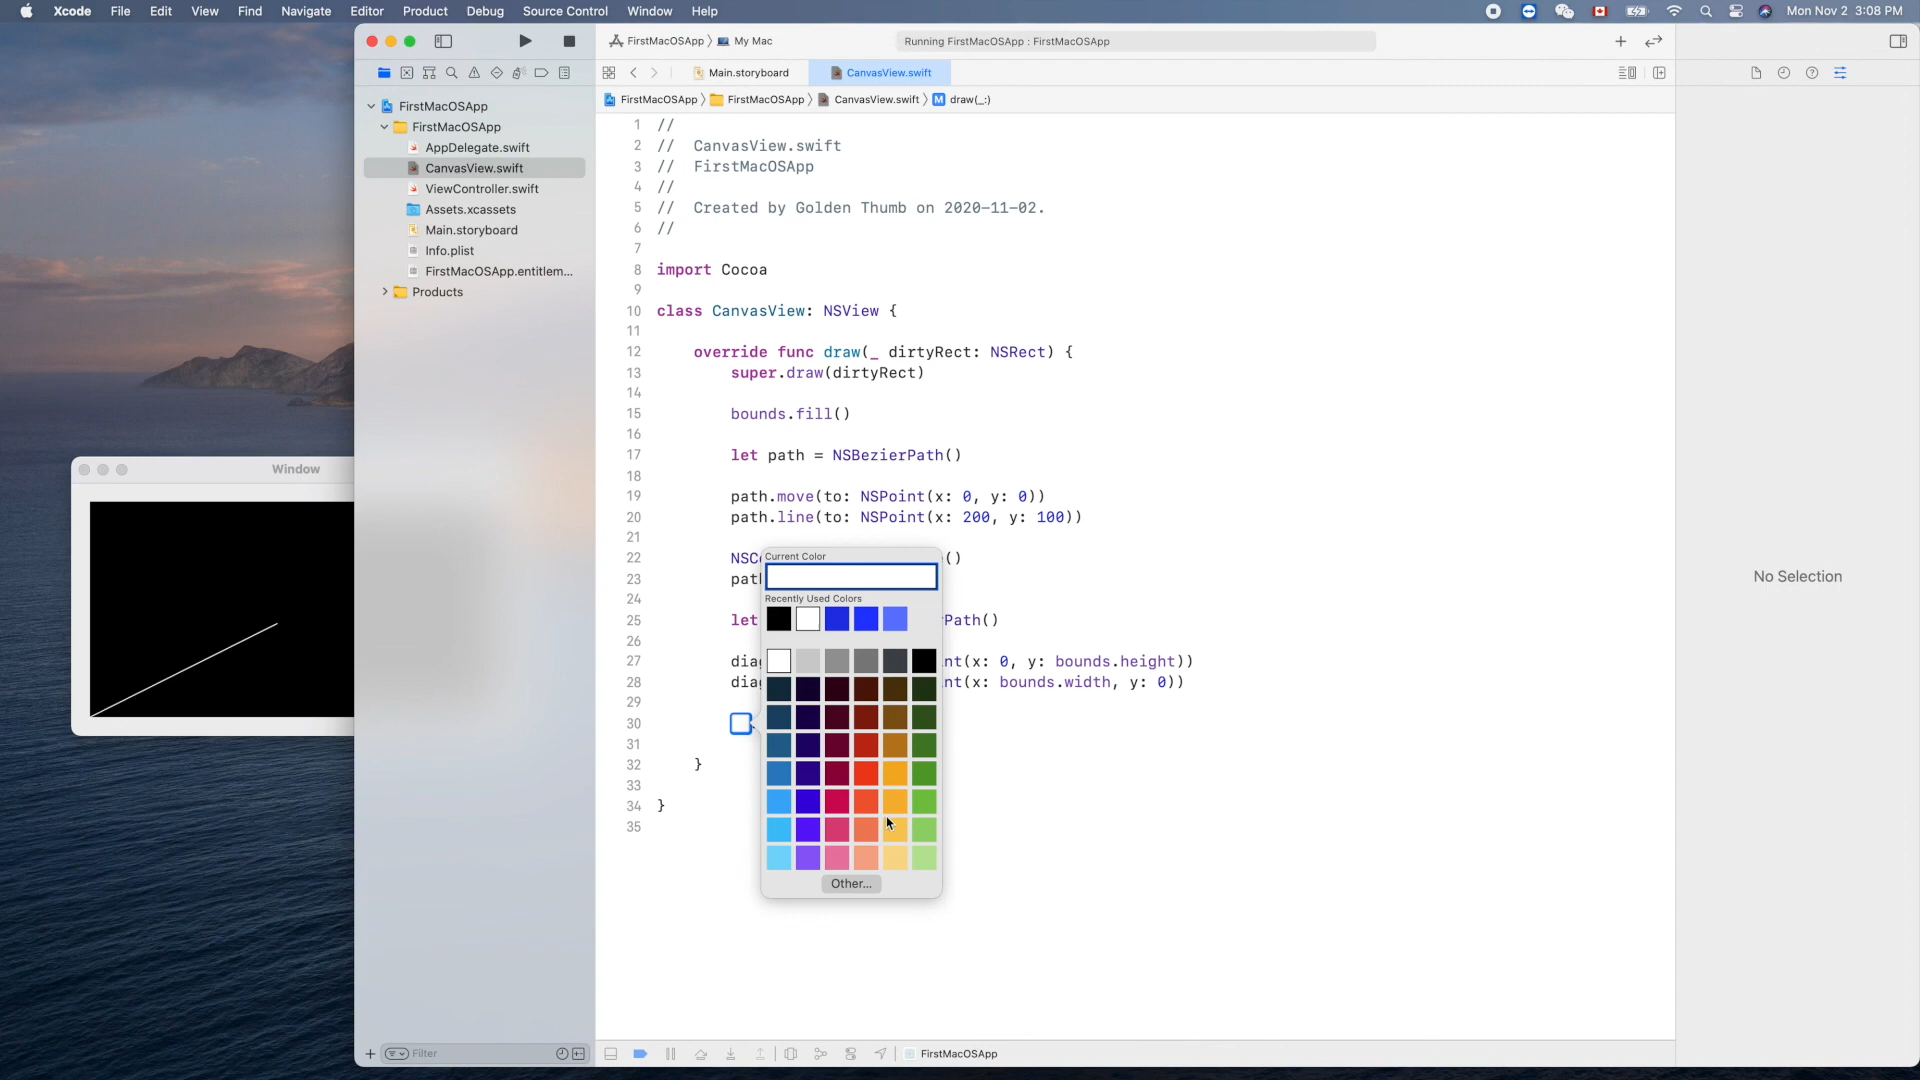 Xcode File Edit View Find Navigate Editor Product Debug Source Control Window Help Mon Nov 2 3:08 PM
FirstMacOSApp My Mac Running FirstMacOSApp : FirstMacOSApp
Main.storyboard CanvasView.swift
FirstMacOSApp FirstMacOSApp CanvasView.swift M draw(_:)
FirstMacOSApp
FirstMacOSApp
AppDelegate.swift
CanvasView.swift
ViewController.swift
Assets.xcassets
Main.storyboard
Info.plist
FirstMacOSApp.entitlem...
Products
Window
1 //
2 // CanvasView.swift
3 // FirstMacOSApp
4 //
5 // Created by Golden Thumb on 2020-11-02.
6 //
7
8 import Cocoa
9
10 class CanvasView: NSView {
11
12 override func draw(_ dirtyRect: NSRect) {
13 super.draw(dirtyRect)
14
15 bounds.fill()
16
17 let path = NSBezierPath()
18
19 path.move(to: NSPoint(x: 0, y: 0))
20 path.line(to: NSPoint(x: 200, y: 100))
21
22 NSC ()
23 pat
24
25 let Path()
26
27 dia nt(x: 0, y: bounds.height))
28 dia nt(x: bounds.width, y: 0))
29
30
31
32 }
33
34 }
35
Current Color
Recently Used Colors
Other...
No Selection
Filter
FirstMacOSApp